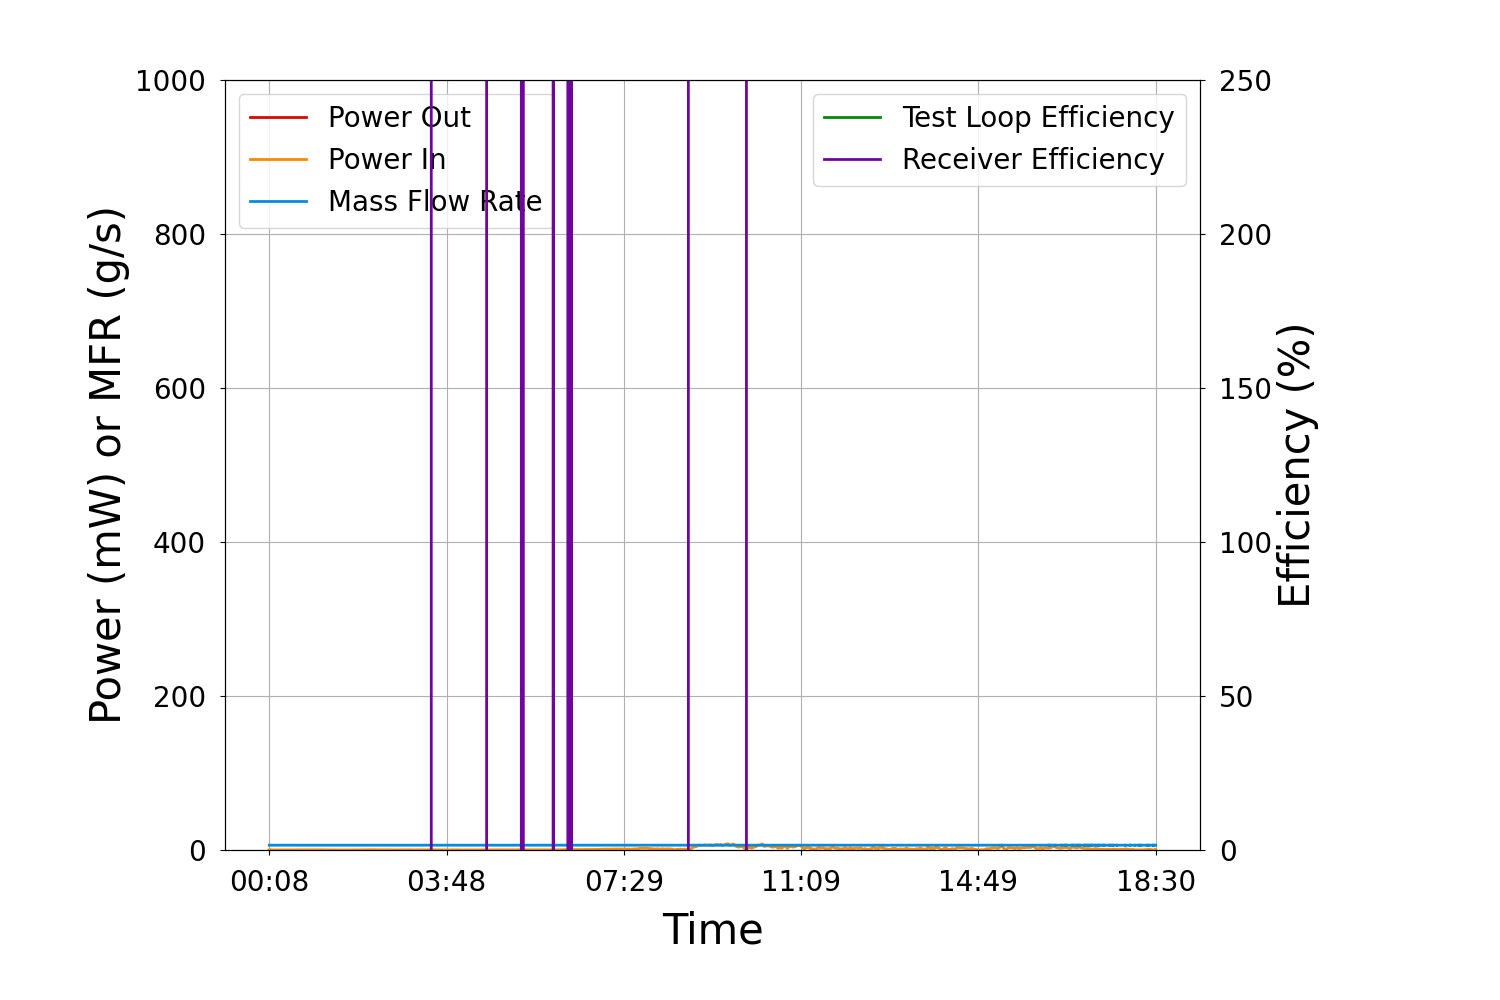 1000
800
600
400
200
0
Power (mW) or MFR (g/s)
Power Out
Power In
Mass Flow Rate
Test Loop Efficiency
Receiver Efficiency
250
200
150
100
50
0
Efficiency (%)
00:08 03:48 07:29 11:09 14:49 18:30
Time